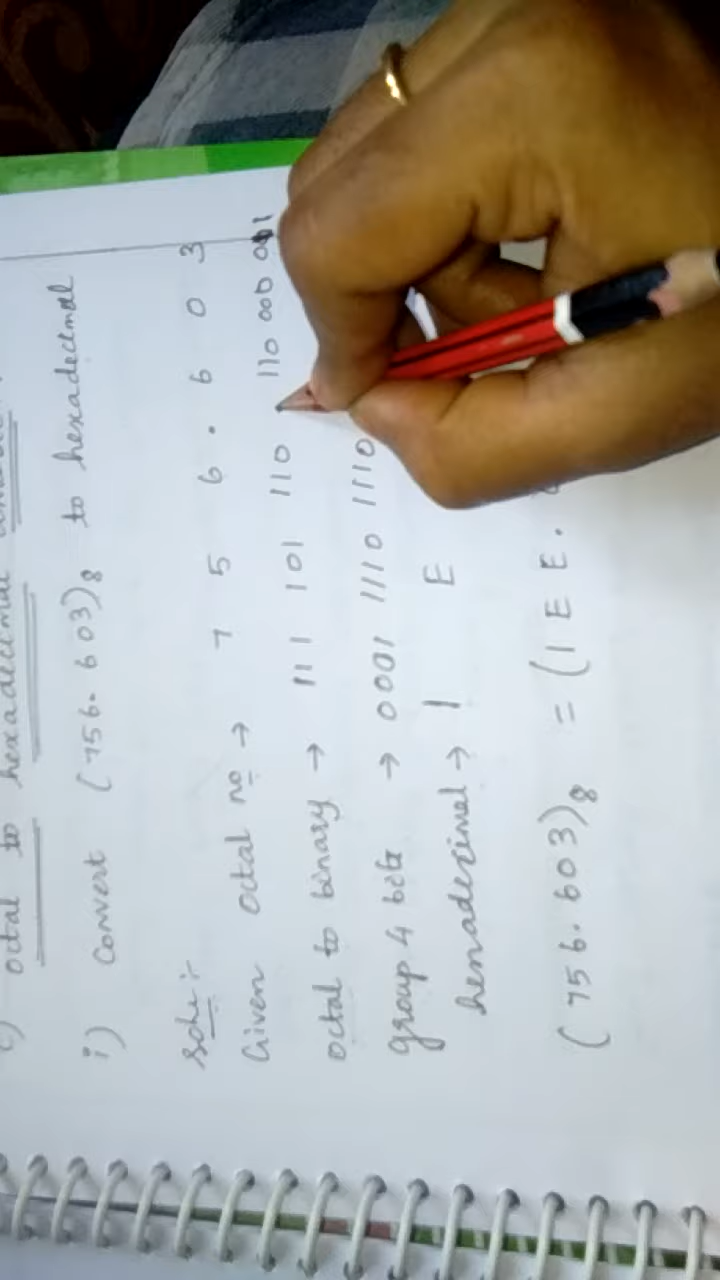 c) octal to hexadecimal
i) Convert (756.603)8 to hexadecimal
Soln :-
Given octal no → 7 5 6 . 6 0 3
octal to binary → 111 101 110 110 000 001
group 4 bits → 0001 1110 1110
hexadecimal → 1 E
(756.603)8 = (1 E E .